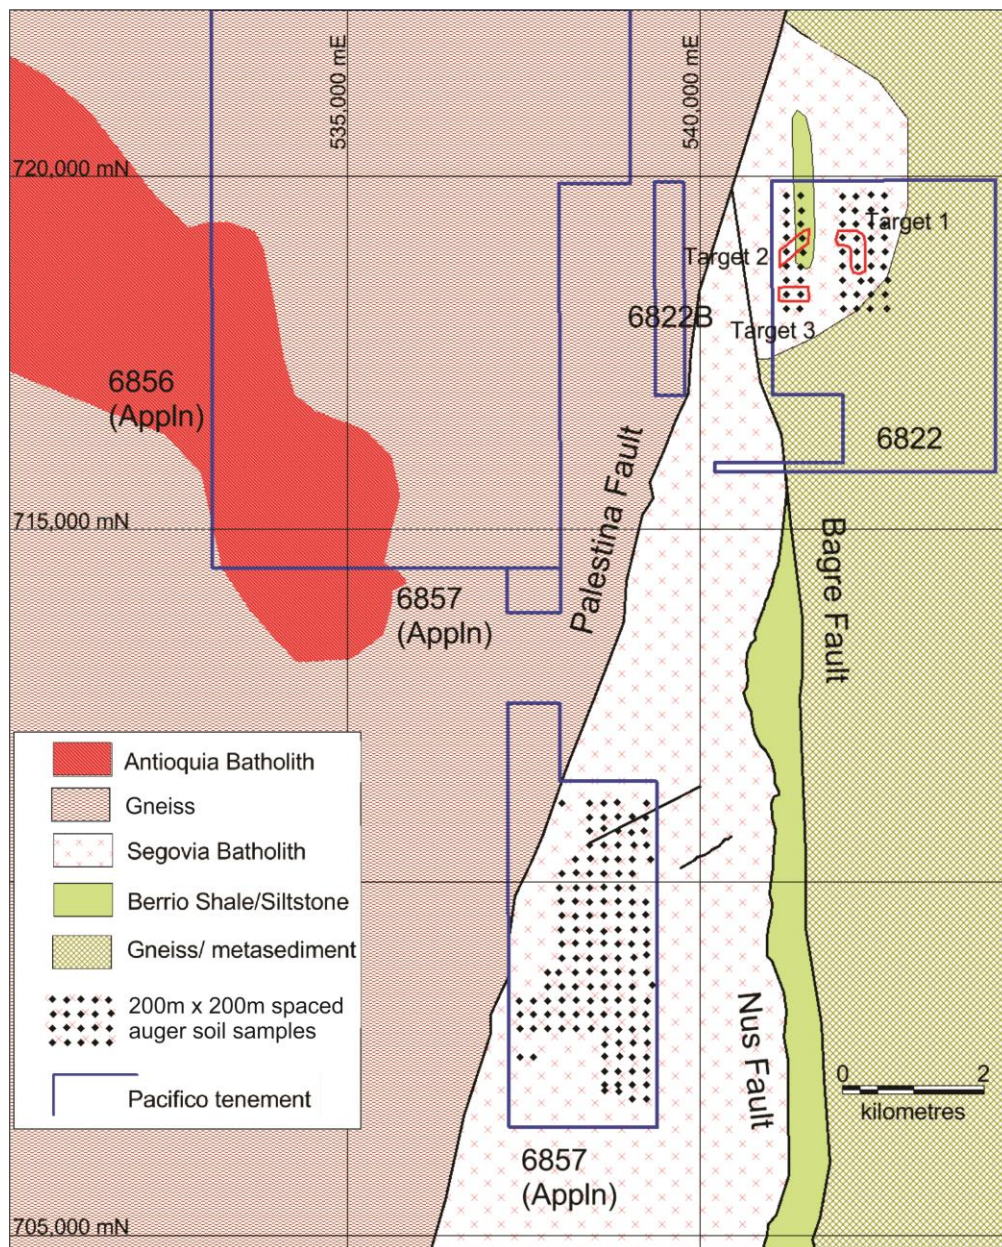 535,000 mE
540,000 mE
720,000 mN
Target 1
Target 2
6822B
Target 3
6856
(Appln)
6822
Palestina Fault
715,000 mN
Bagre Fault
6857
(Appln)
Antioquia Batholith
Gneiss
Segovia Batholith
Berrio Shale/Siltstone
Gneiss/ metasediment
200m x 200m spaced
auger soil samples
Pacifico tenement
Nus Fault
0 2
kilometres
6857
(Appln)
705,000 mN